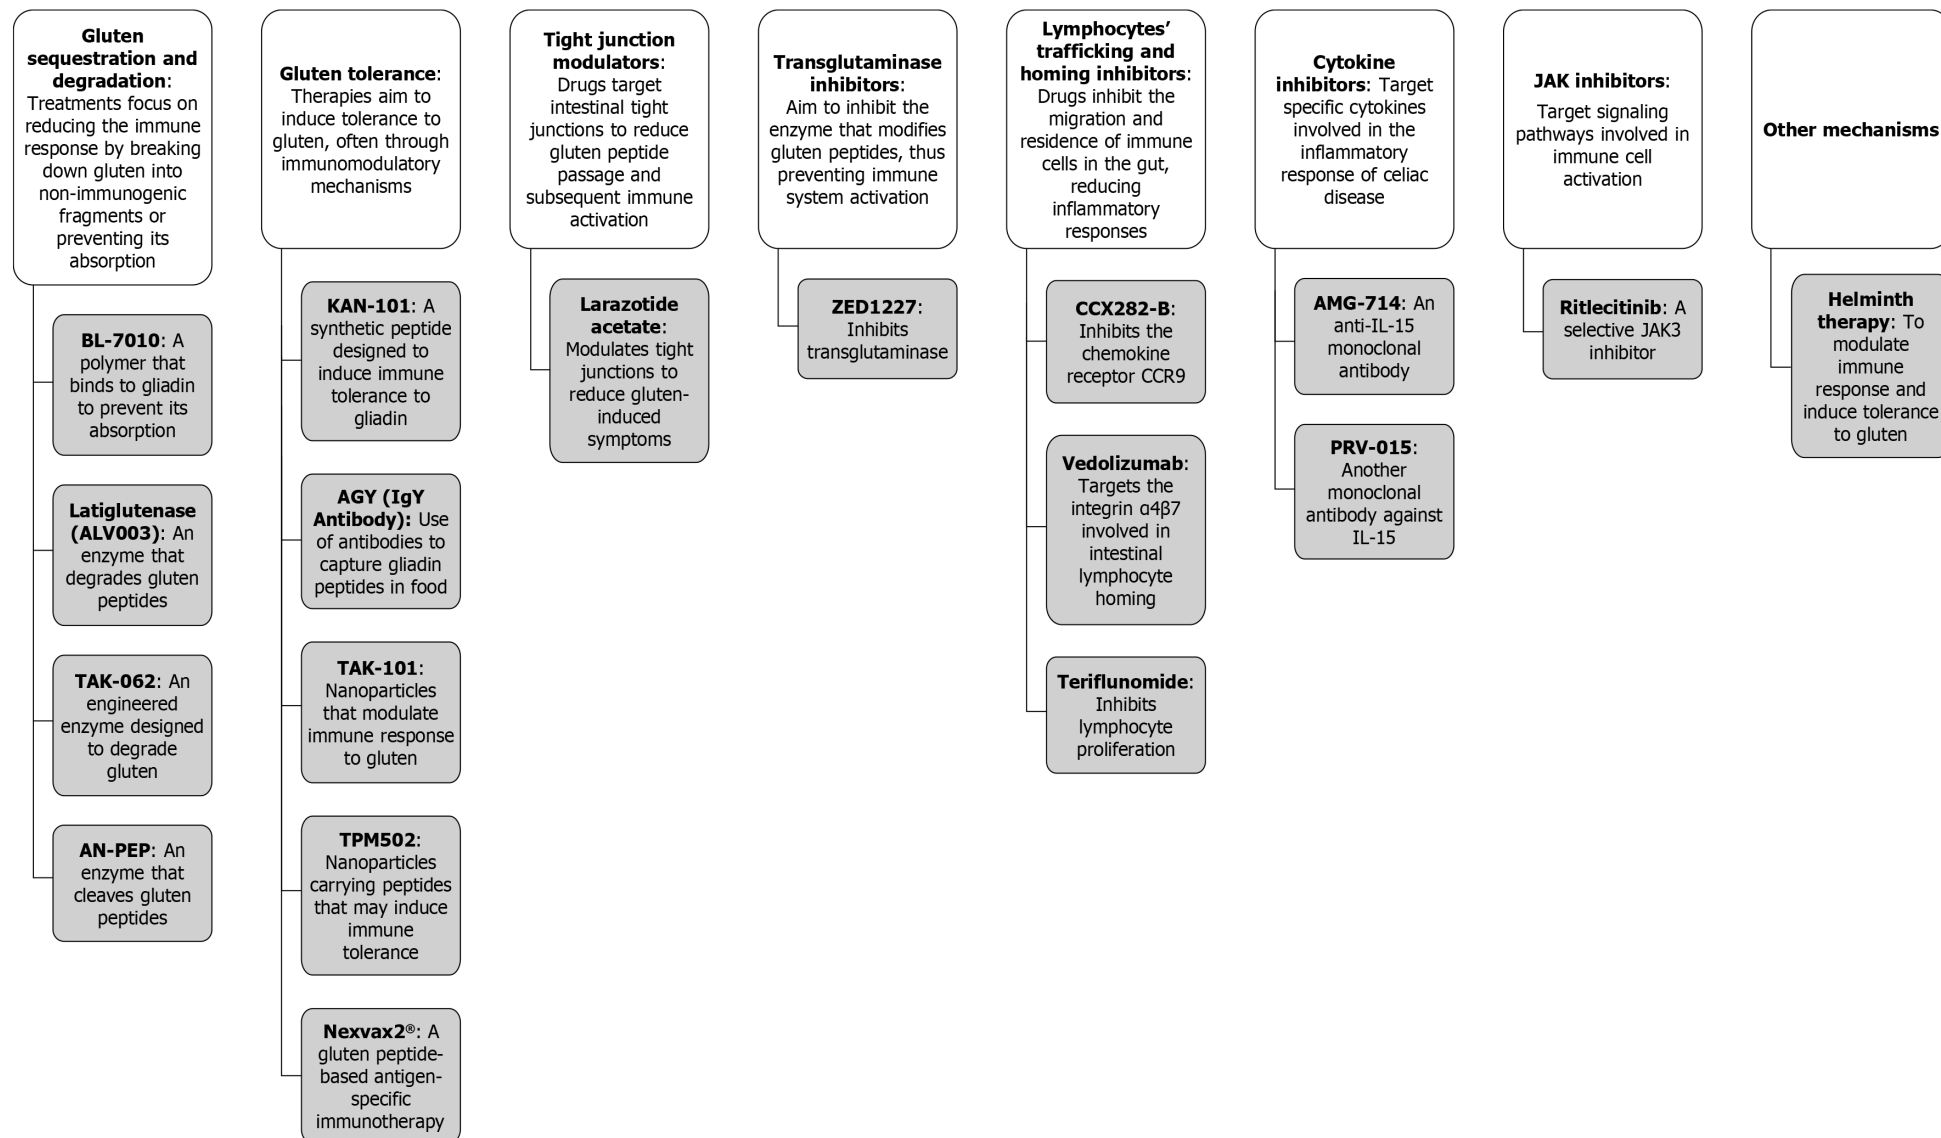 Gluten
sequestration and
degradation:
Treatments focus on
reducing the immune
response by breaking
down gluten into
non-immunogenic
fragments or
preventing its
absorption
BL-7010: A
polymer that
binds to gliadin
to prevent its
absorption
Latiglutenase
(ALV003): An
enzyme that
degrades gluten
peptides
TAK-062: An
engineered
enzyme designed
to degrade
gluten
AN-PEP: An
enzyme that
cleaves gluten
peptides
Gluten tolerance:
Therapies aim to
induce tolerance to
gluten, often through
immunomodulatory
mechanisms
KAN-101: A
synthetic peptide
designed to
induce immune
tolerance to
gliadin
AGY (IgY
Antibody): Use
of antibodies to
capture gliadin
peptides in food
TAK-101:
Nanoparticles
that modulate
immune response
to gluten
TPM502:
Nanoparticles
carrying peptides
that may induce
immune
tolerance
Nexvax2®: A
gluten peptide-
based antigen-
specific
immunotherapy
Tight junction
modulators:
Drugs target
intestinal tight
junctions to reduce
gluten peptide
passage and
subsequent immune
activation
Larazotide
acetate:
Modulates tight
junctions to
reduce gluten-
induced
symptoms
Transglutaminase
inhibitors:
Aim to inhibit the
enzyme that modifies
gluten peptides, thus
preventing immune
system activation
ZED1227:
Inhibits
transglutaminase
Lymphocytes’
trafficking and
homing inhibitors:
Drugs inhibit the
migration and
residence of immune
cells in the gut,
reducing
inflammatory
responses
CCX282-B:
Inhibits the
chemokine
receptor CCR9
Vedolizumab:
Targets the
integrin α4β7
involved in
intestinal
lymphocyte
homing
Teriflunomide:
Inhibits
lymphocyte
proliferation
Cytokine
inhibitors: Target
specific cytokines
involved in the
inflammatory
response of celiac
disease
AMG-714: An
anti-IL-15
monoclonal
antibody
PRV-015:
Another
monoclonal
antibody against
IL-15
JAK inhibitors:
Target signaling
pathways involved in
immune cell
activation
Ritlecitinib: A
selective JAK3
inhibitor
Other mechanisms
Helminth
therapy: To
modulate
immune
response and
induce tolerance
to gluten